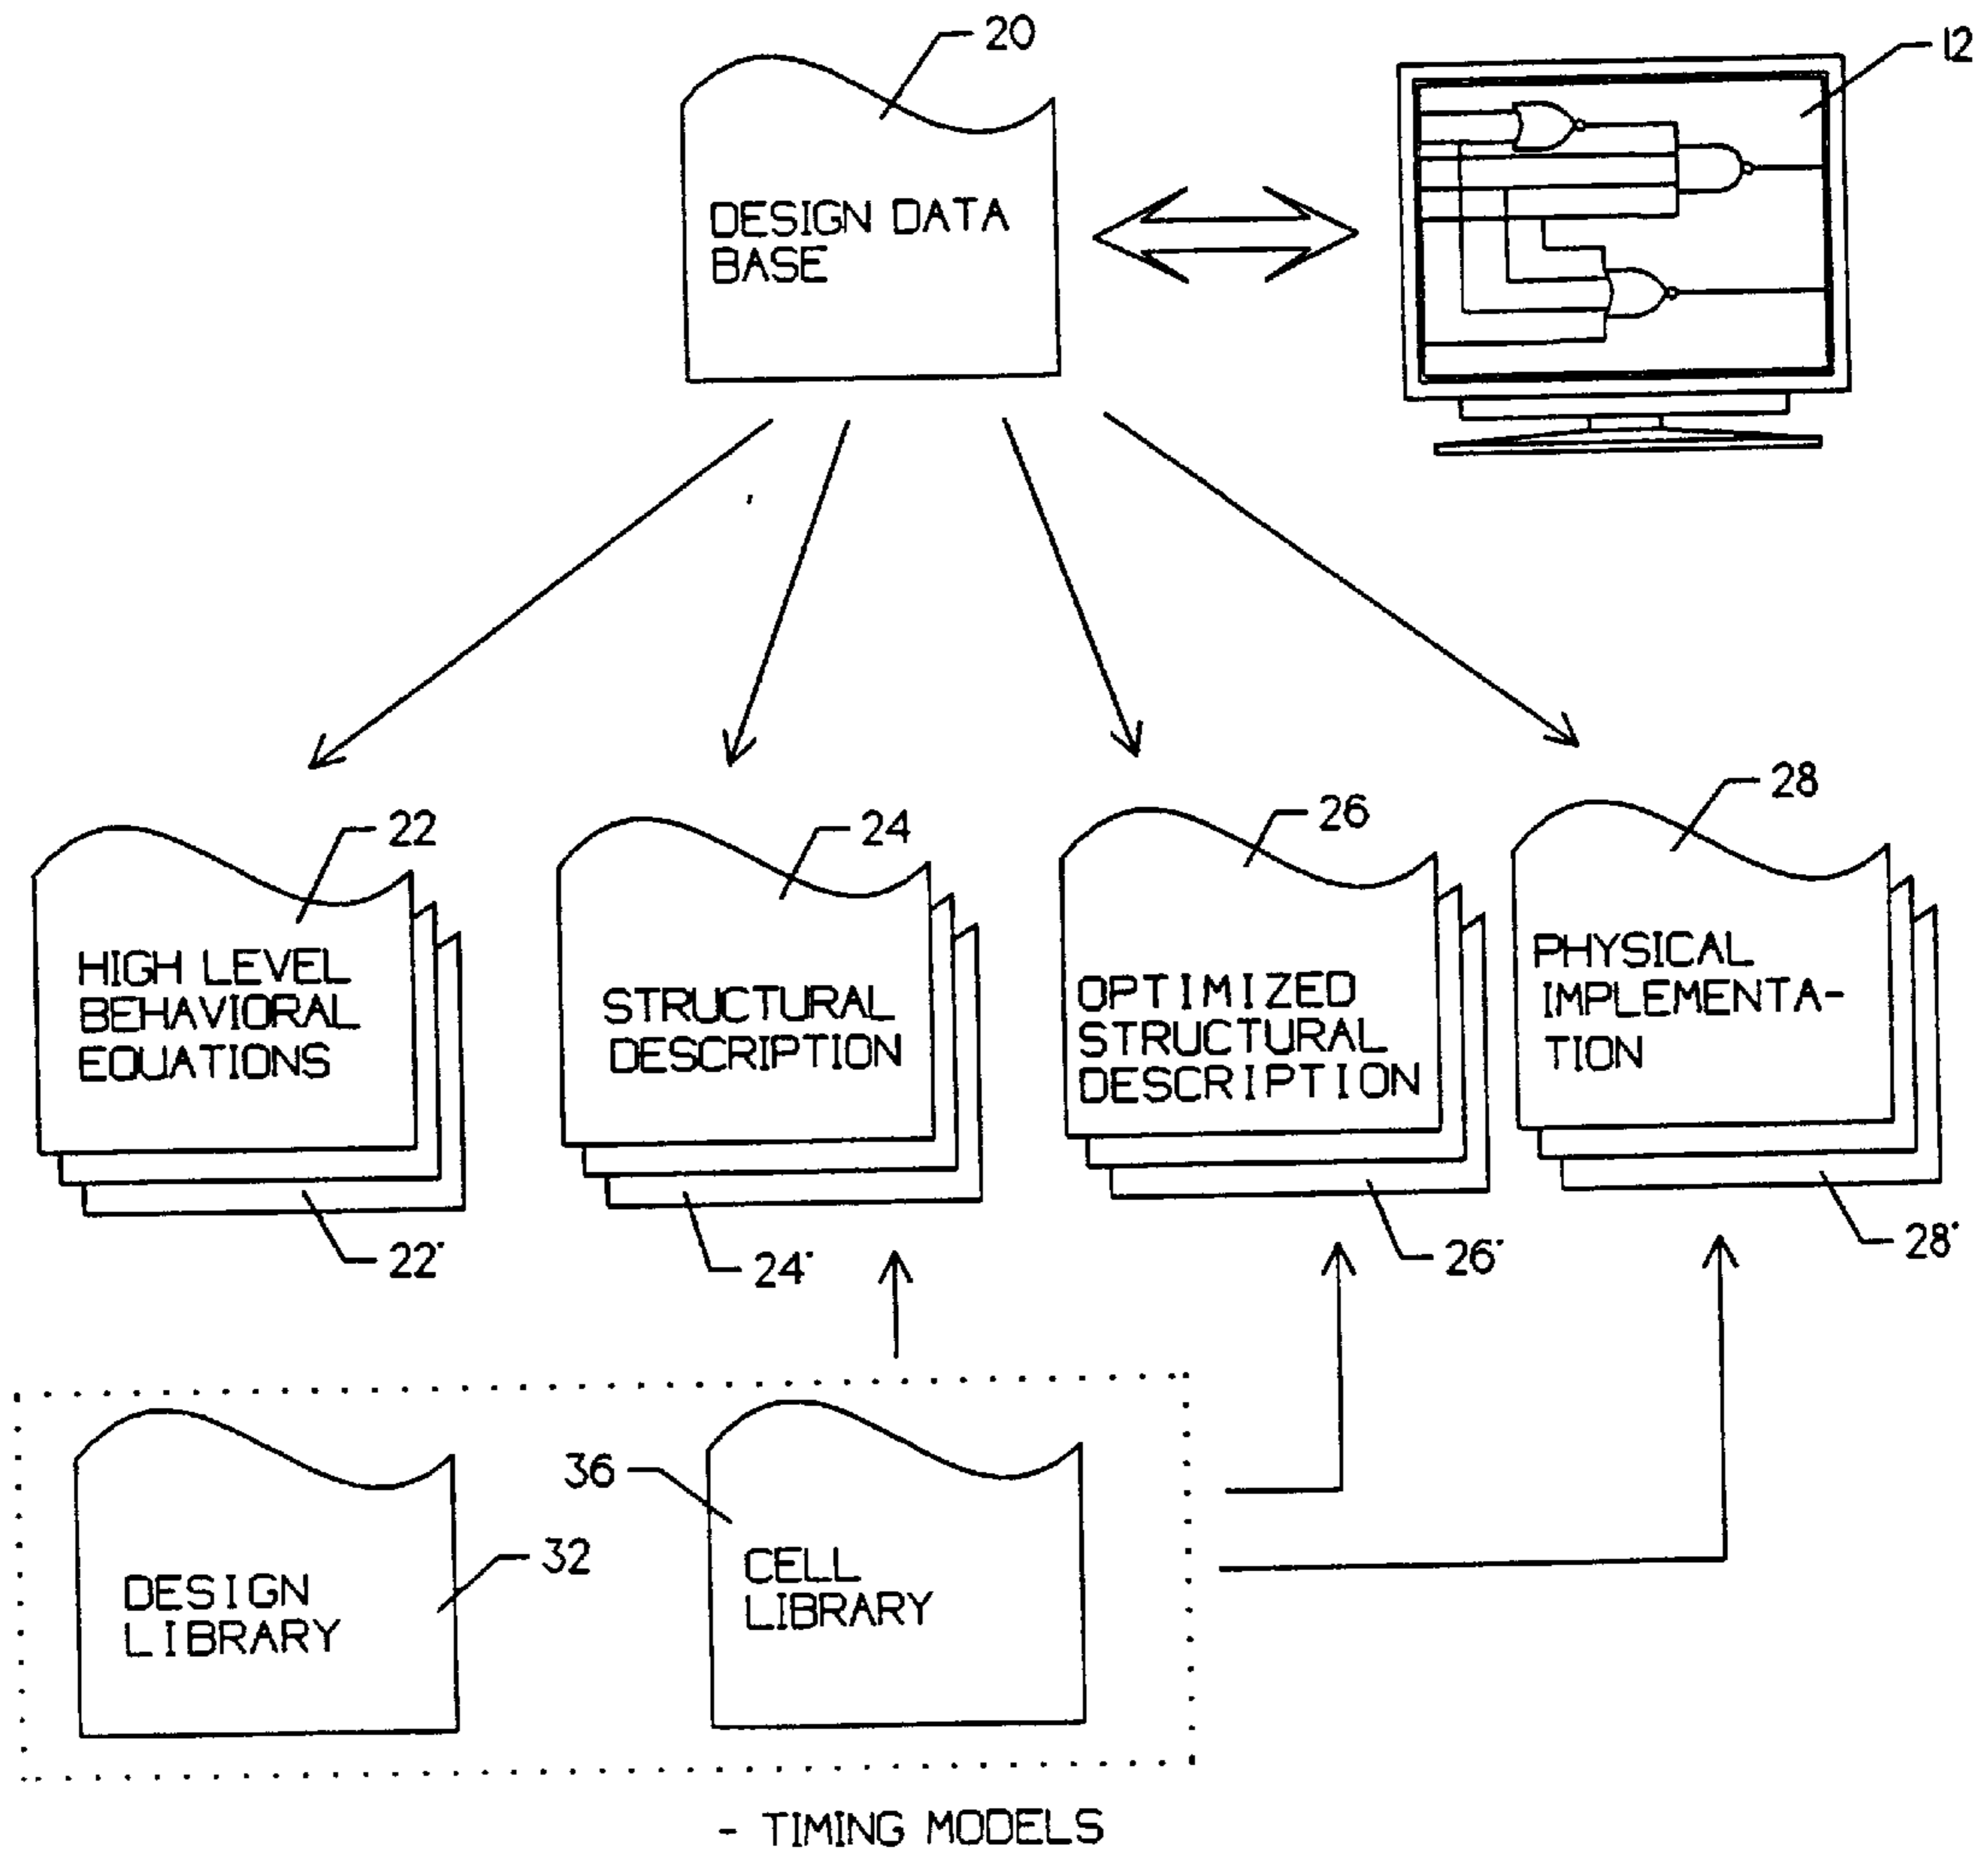 20
12
DESIGN DATA
BASE
22
24
26
28
HIGH LEVEL
BEHAVIORAL
EQUATIONS
STRUCTURAL
DESCRIPTION
OPTIMIZED
STRUCTURAL
DESCRIPTION
PHYSICAL
IMPLEMENTA-
TION
22'
24'
26'
28'
36
32
DESIGN
LIBRARY
CELL
LIBRARY
- TIMING MODELS